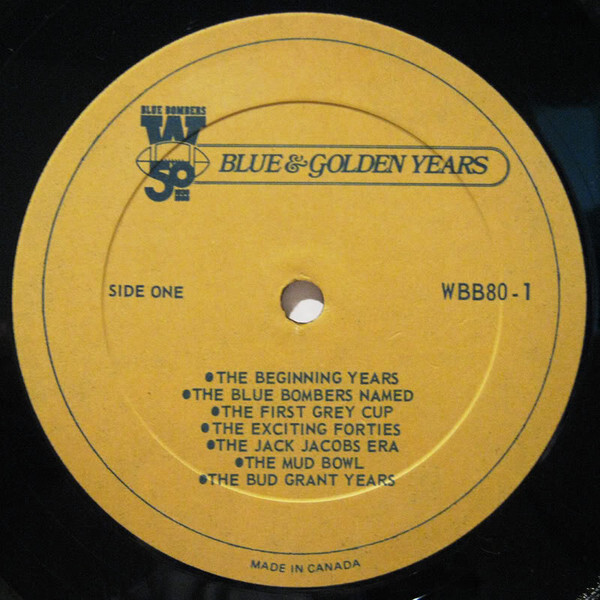 BLUE BOMBERS
W
50
BLUE & GOLDEN YEARS
SIDE ONE
WBB80-1
•THE BEGINNING YEARS
•THE BLUE BOMBERS NAMED
•THE FIRST GREY CUP
•THE EXCITING FORTIES
•THE JACK JACOBS ERA
•THE MUD BOWL
•THE BUD GRANT YEARS
MADE IN CANADA